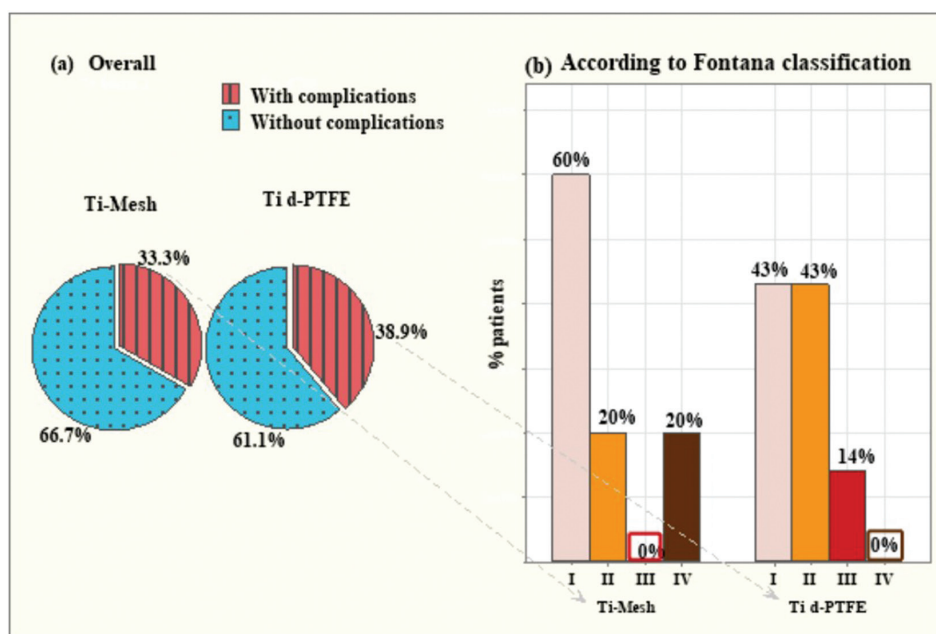 (a) Overall
With complications
Without complications
Ti-Mesh
Ti d-PTFE
33.3%
38.9%
66.7%
61.1%
(b) According to Fontana classification
% patients
60%
20%
0%
20%
43%
43%
14%
0%
I II III IV
I II III IV
Ti-Mesh
Ti d-PTFE